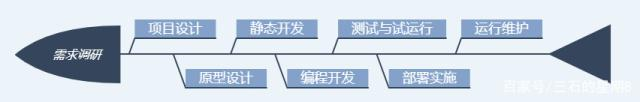 需求调研
项目设计
静态开发
测试与试运行
运行维护
原型设计
编程开发
部署实施
百家号/三石的星期8